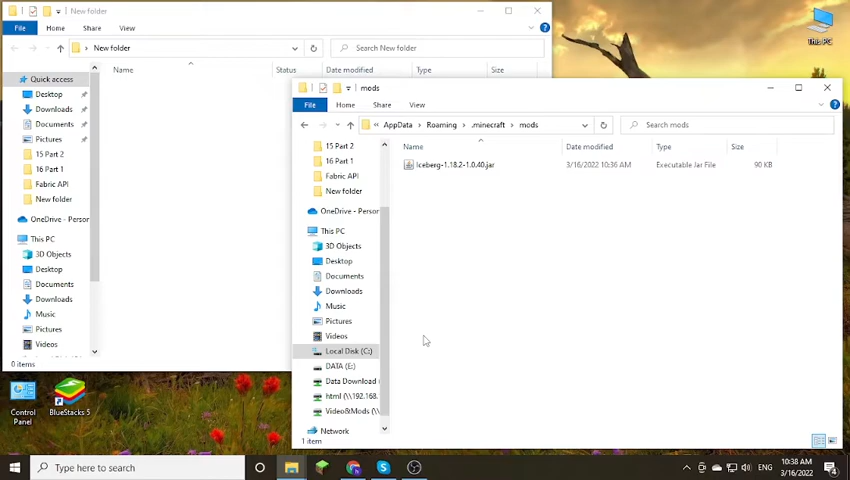 New folder
File
Home
Share
View
New folder
Search New folder
Name
Status
Date modified
Type
Size
Quick access
Desktop
Downloads
Documents
Pictures
15 Part 2
16 Part 1
Fabric API
New folder
OneDrive - Person
This PC
3D Objects
Desktop
Documents
Downloads
Music
Pictures
Videos
0 items
mods
File
Home
Share
View
AppData
Roaming
.minecraft
mods
Search mods
15 Part 2
16 Part 1
Fabric API
New folder
OneDrive - Person
This PC
3D Objects
Desktop
Documents
Downloads
Music
Pictures
Videos
Local Disk (C:)
DATA (E:)
Data Download
html (\\192.168.
Video&Mods (\\
Network
Name
Date modified
Type
Size
Iceberg-1.18.2-1.0.40.jar
3/16/2022 10:36 AM
Executable Jar File
90 KB
1 item
This PC
Control
Panel
BlueStacks 5
Type here to search
ENG
10:38 AM
3/16/2022
4